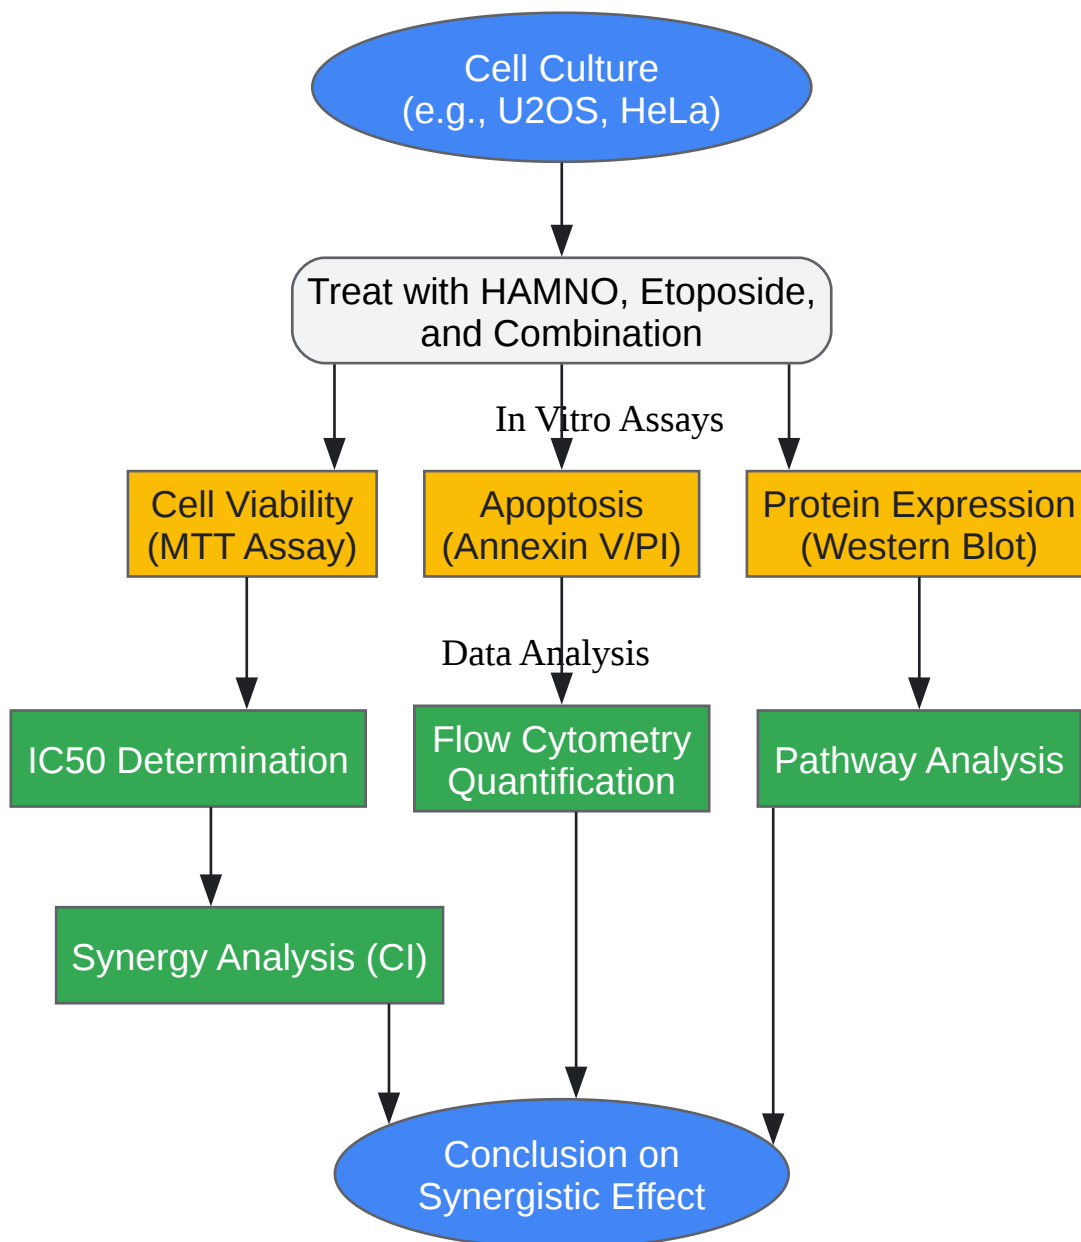 Cell Culture
(e.g., U2OS, HeLa)
Treat with HAMNO, Etoposide,
and Combination
In Vitro Assays
Cell Viability
(MTT Assay)
Apoptosis
(Annexin V/PI)
Protein Expression
(Western Blot)
Data Analysis
IC50 Determination
Flow Cytometry
Quantification
Pathway Analysis
Synergy Analysis (CI)
Conclusion on
Synergistic Effect